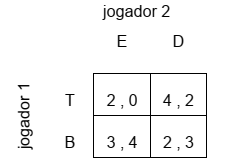 jogador 2
E D
jogador 1
T 2 , 0 4 , 2
B 3 , 4 2 , 3